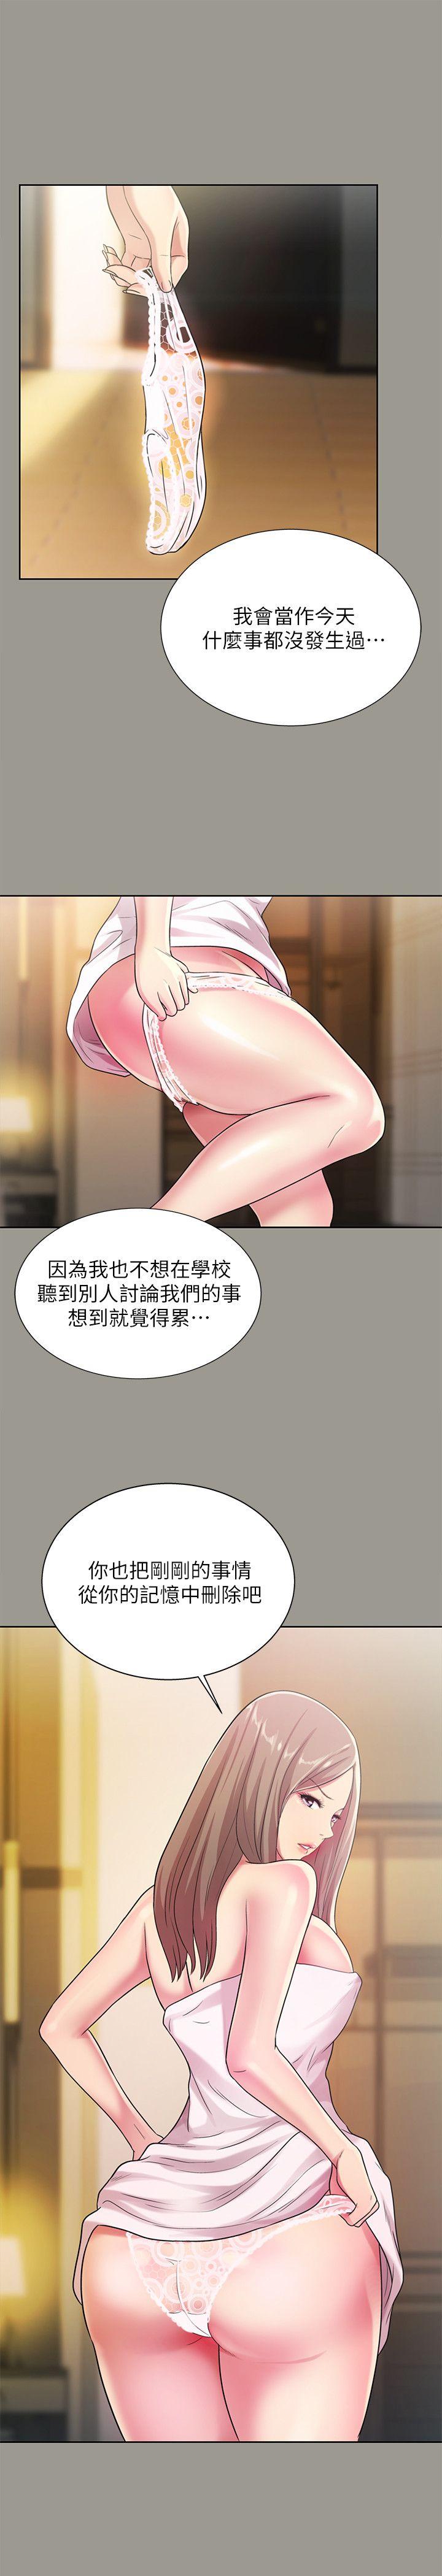 我會當作今天
什麼事都沒發生過…
因為我也不想在學校
聽到別人討論我們的事
想到就覺得累…
你也把剛剛的事情
從你的記憶中刪除吧